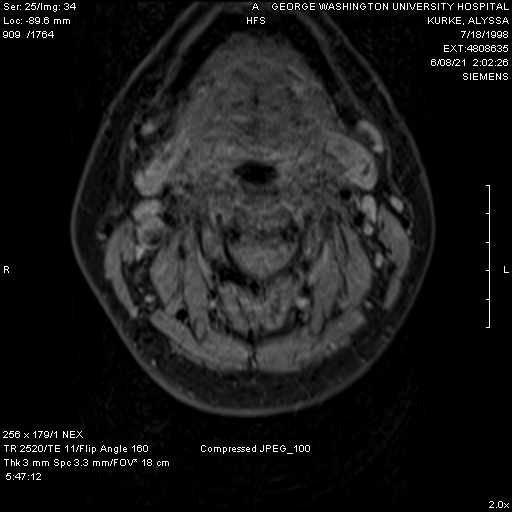 Ser: 25/Img: 34
Loc: -89.6 mm
909 /1764
A
HFS
GEORGE WASHINGTON UNIVERSITY HOSPITAL
KURKE, ALYSSA
7/18/1998
EXT:4808635
6/08/21 2:02:26
SIEMENS
R
L
256 x 179/1 NEX
TR 2520/TE 11/Flip Angle 160
Thk 3 mm Spc 3.3 mm/FOV* 18 cm
5:47:12
Compressed JPEG_100
2.0x